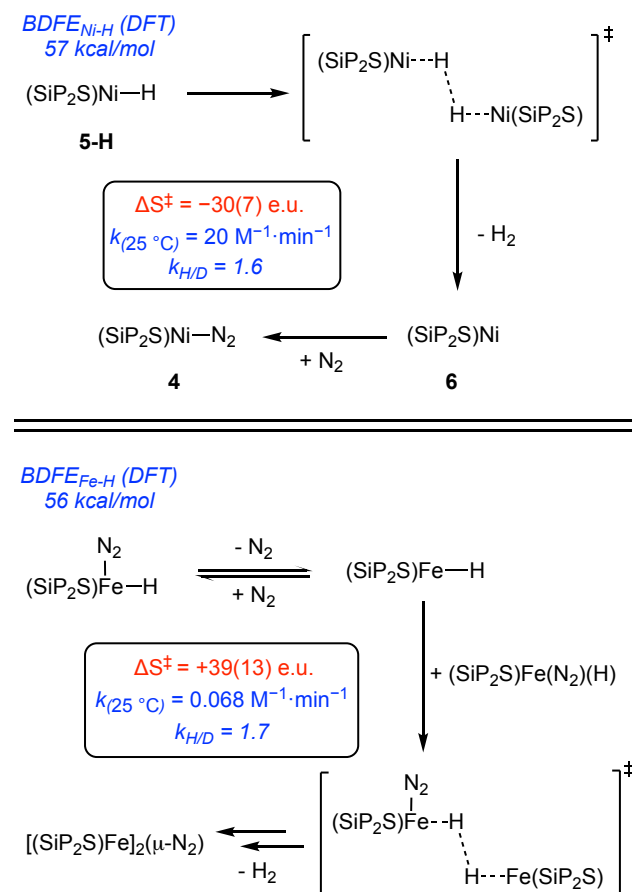 BDFE_Ni-H (DFT)
57 kcal/mol
(SiP₂S)Ni—H
5-H
(SiP₂S)Ni---H
H---Ni(SiP₂S)
‡
ΔS‡ = −30(7) e.u.
k(25 °C) = 20 M⁻¹·min⁻¹
k_H/D = 1.6
- H₂
(SiP₂S)Ni—N₂
+ N₂
(SiP₂S)Ni
4
6
BDFE_Fe-H (DFT)
56 kcal/mol
N₂
(SiP₂S)Fe—H
- N₂
+ N₂
(SiP₂S)Fe—H
ΔS‡ = +39(13) e.u.
k(25 °C) = 0.068 M⁻¹·min⁻¹
k_H/D = 1.7
+ (SiP₂S)Fe(N₂)(H)
‡
N₂
(SiP₂S)Fe---H
H---Fe(SiP₂S)
[(SiP₂S)Fe]₂(μ-N₂)
- H₂